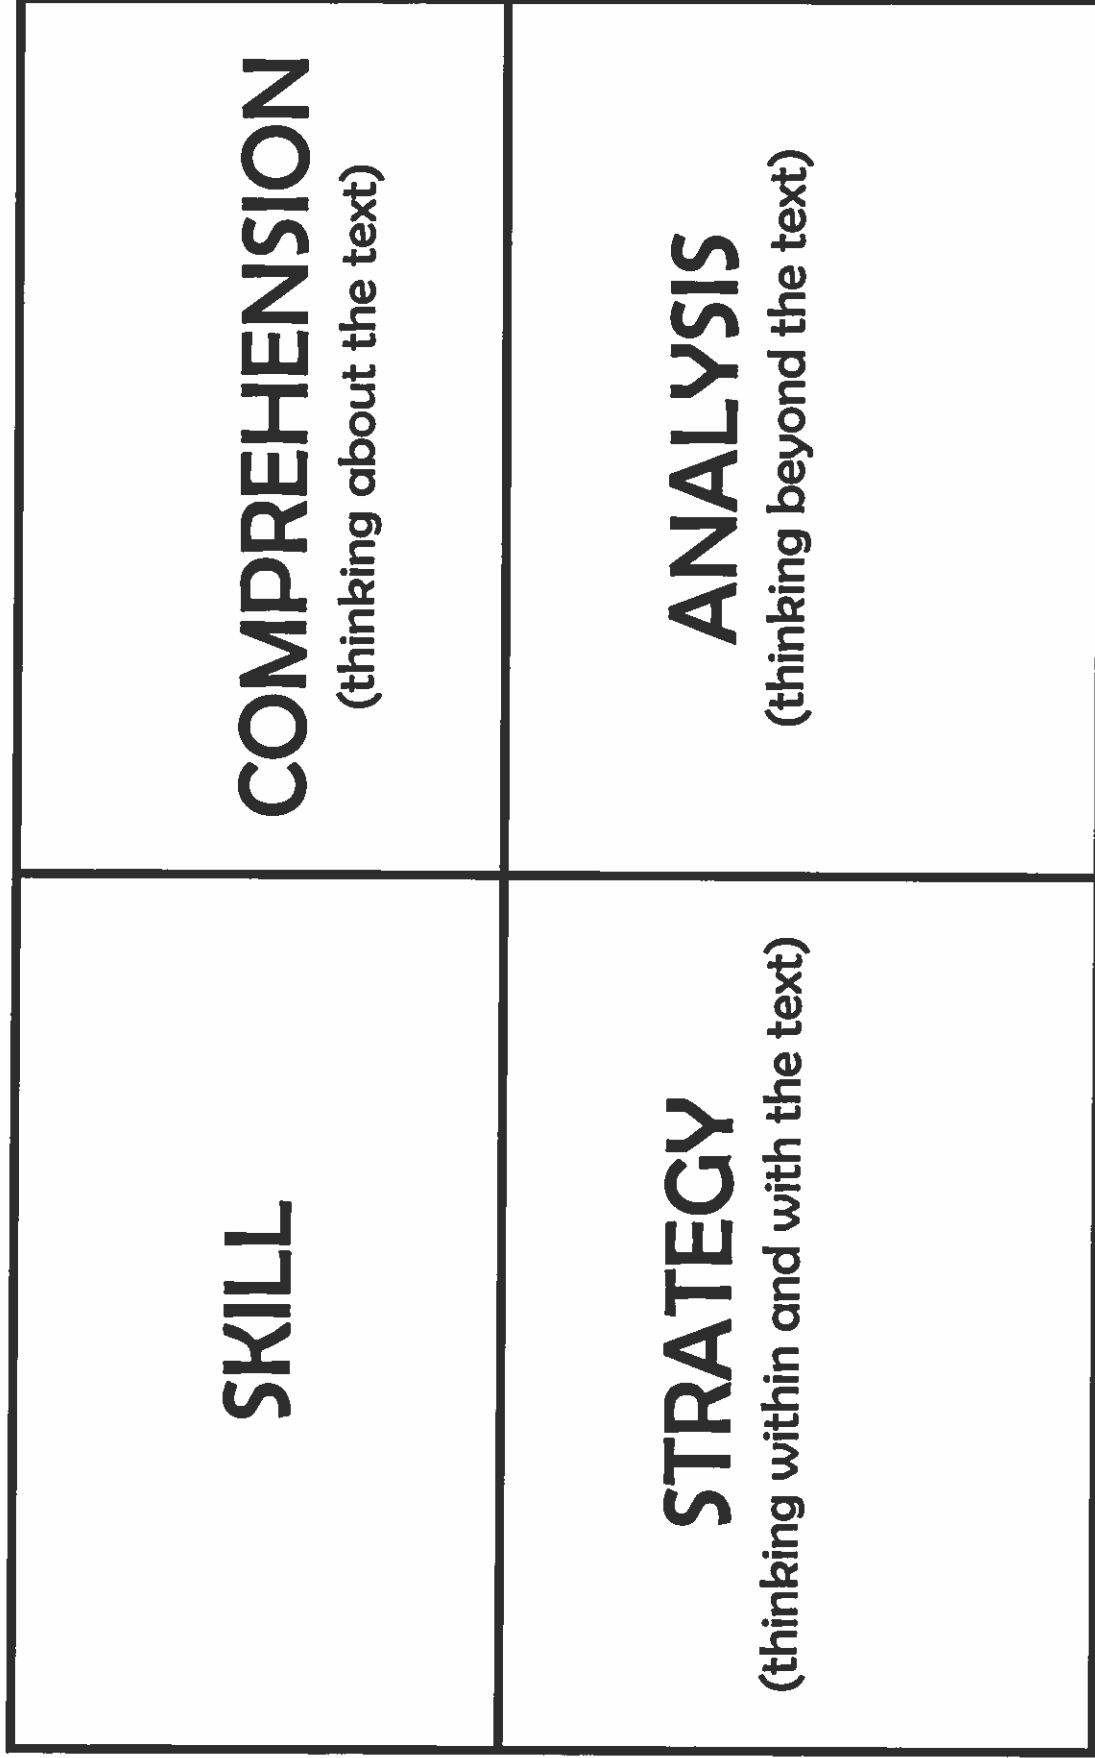 SKILL
COMPREHENSION
(thinking about the text)
STRATEGY
(thinking within and with the text)
ANALYSIS
(thinking beyond the text)